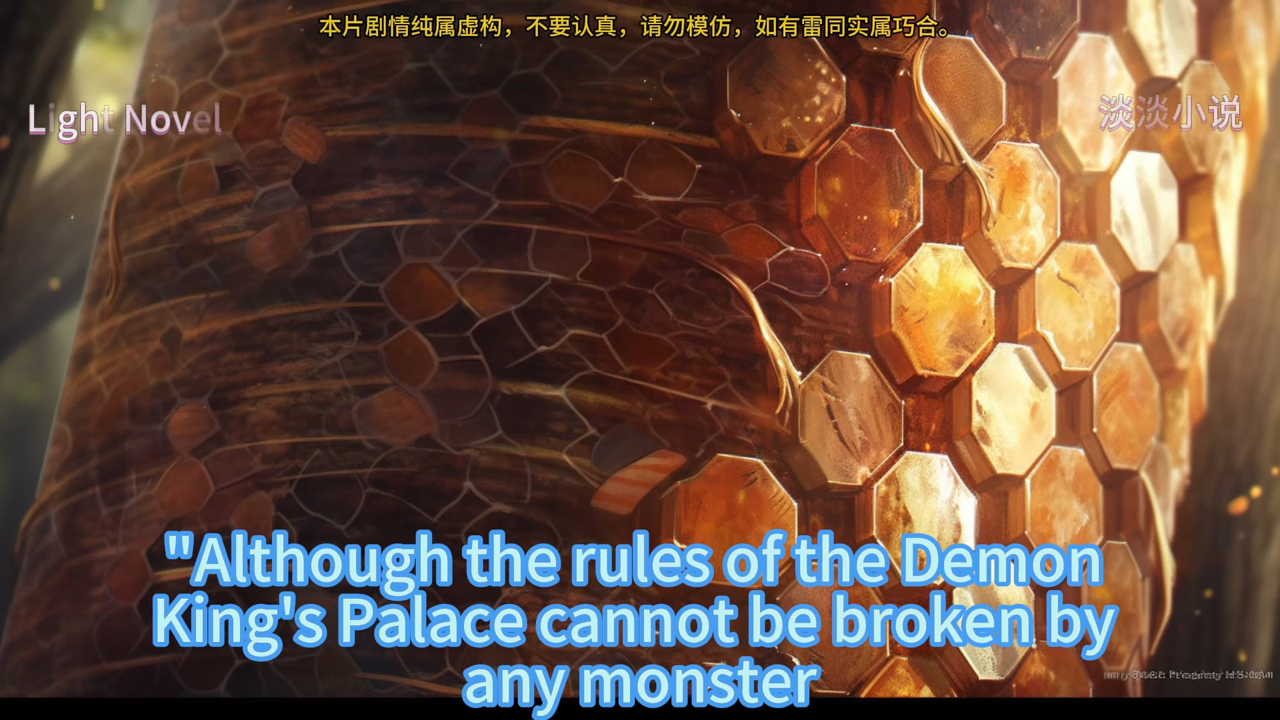 本片剧情纯属虚构，不要认真，请勿模仿，如有雷同实属巧合。
Light Novel
淡淡小说
"Although the rules of the Demon
King's Palace cannot be broken by
any monster